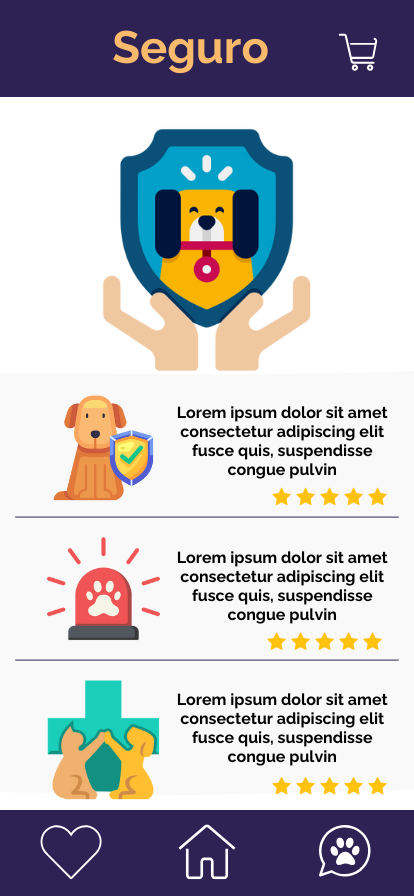 Seguro
Lorem ipsum dolor sit amet
consectetur adipiscing elit
fusce quis, suspendisse
congue pulvin
Lorem ipsum dolor sit amet
consectetur adipiscing elit
fusce quis, suspendisse
congue pulvin
Lorem ipsum dolor sit amet
consectetur adipiscing elit
fusce quis, suspendisse
congue pulvin